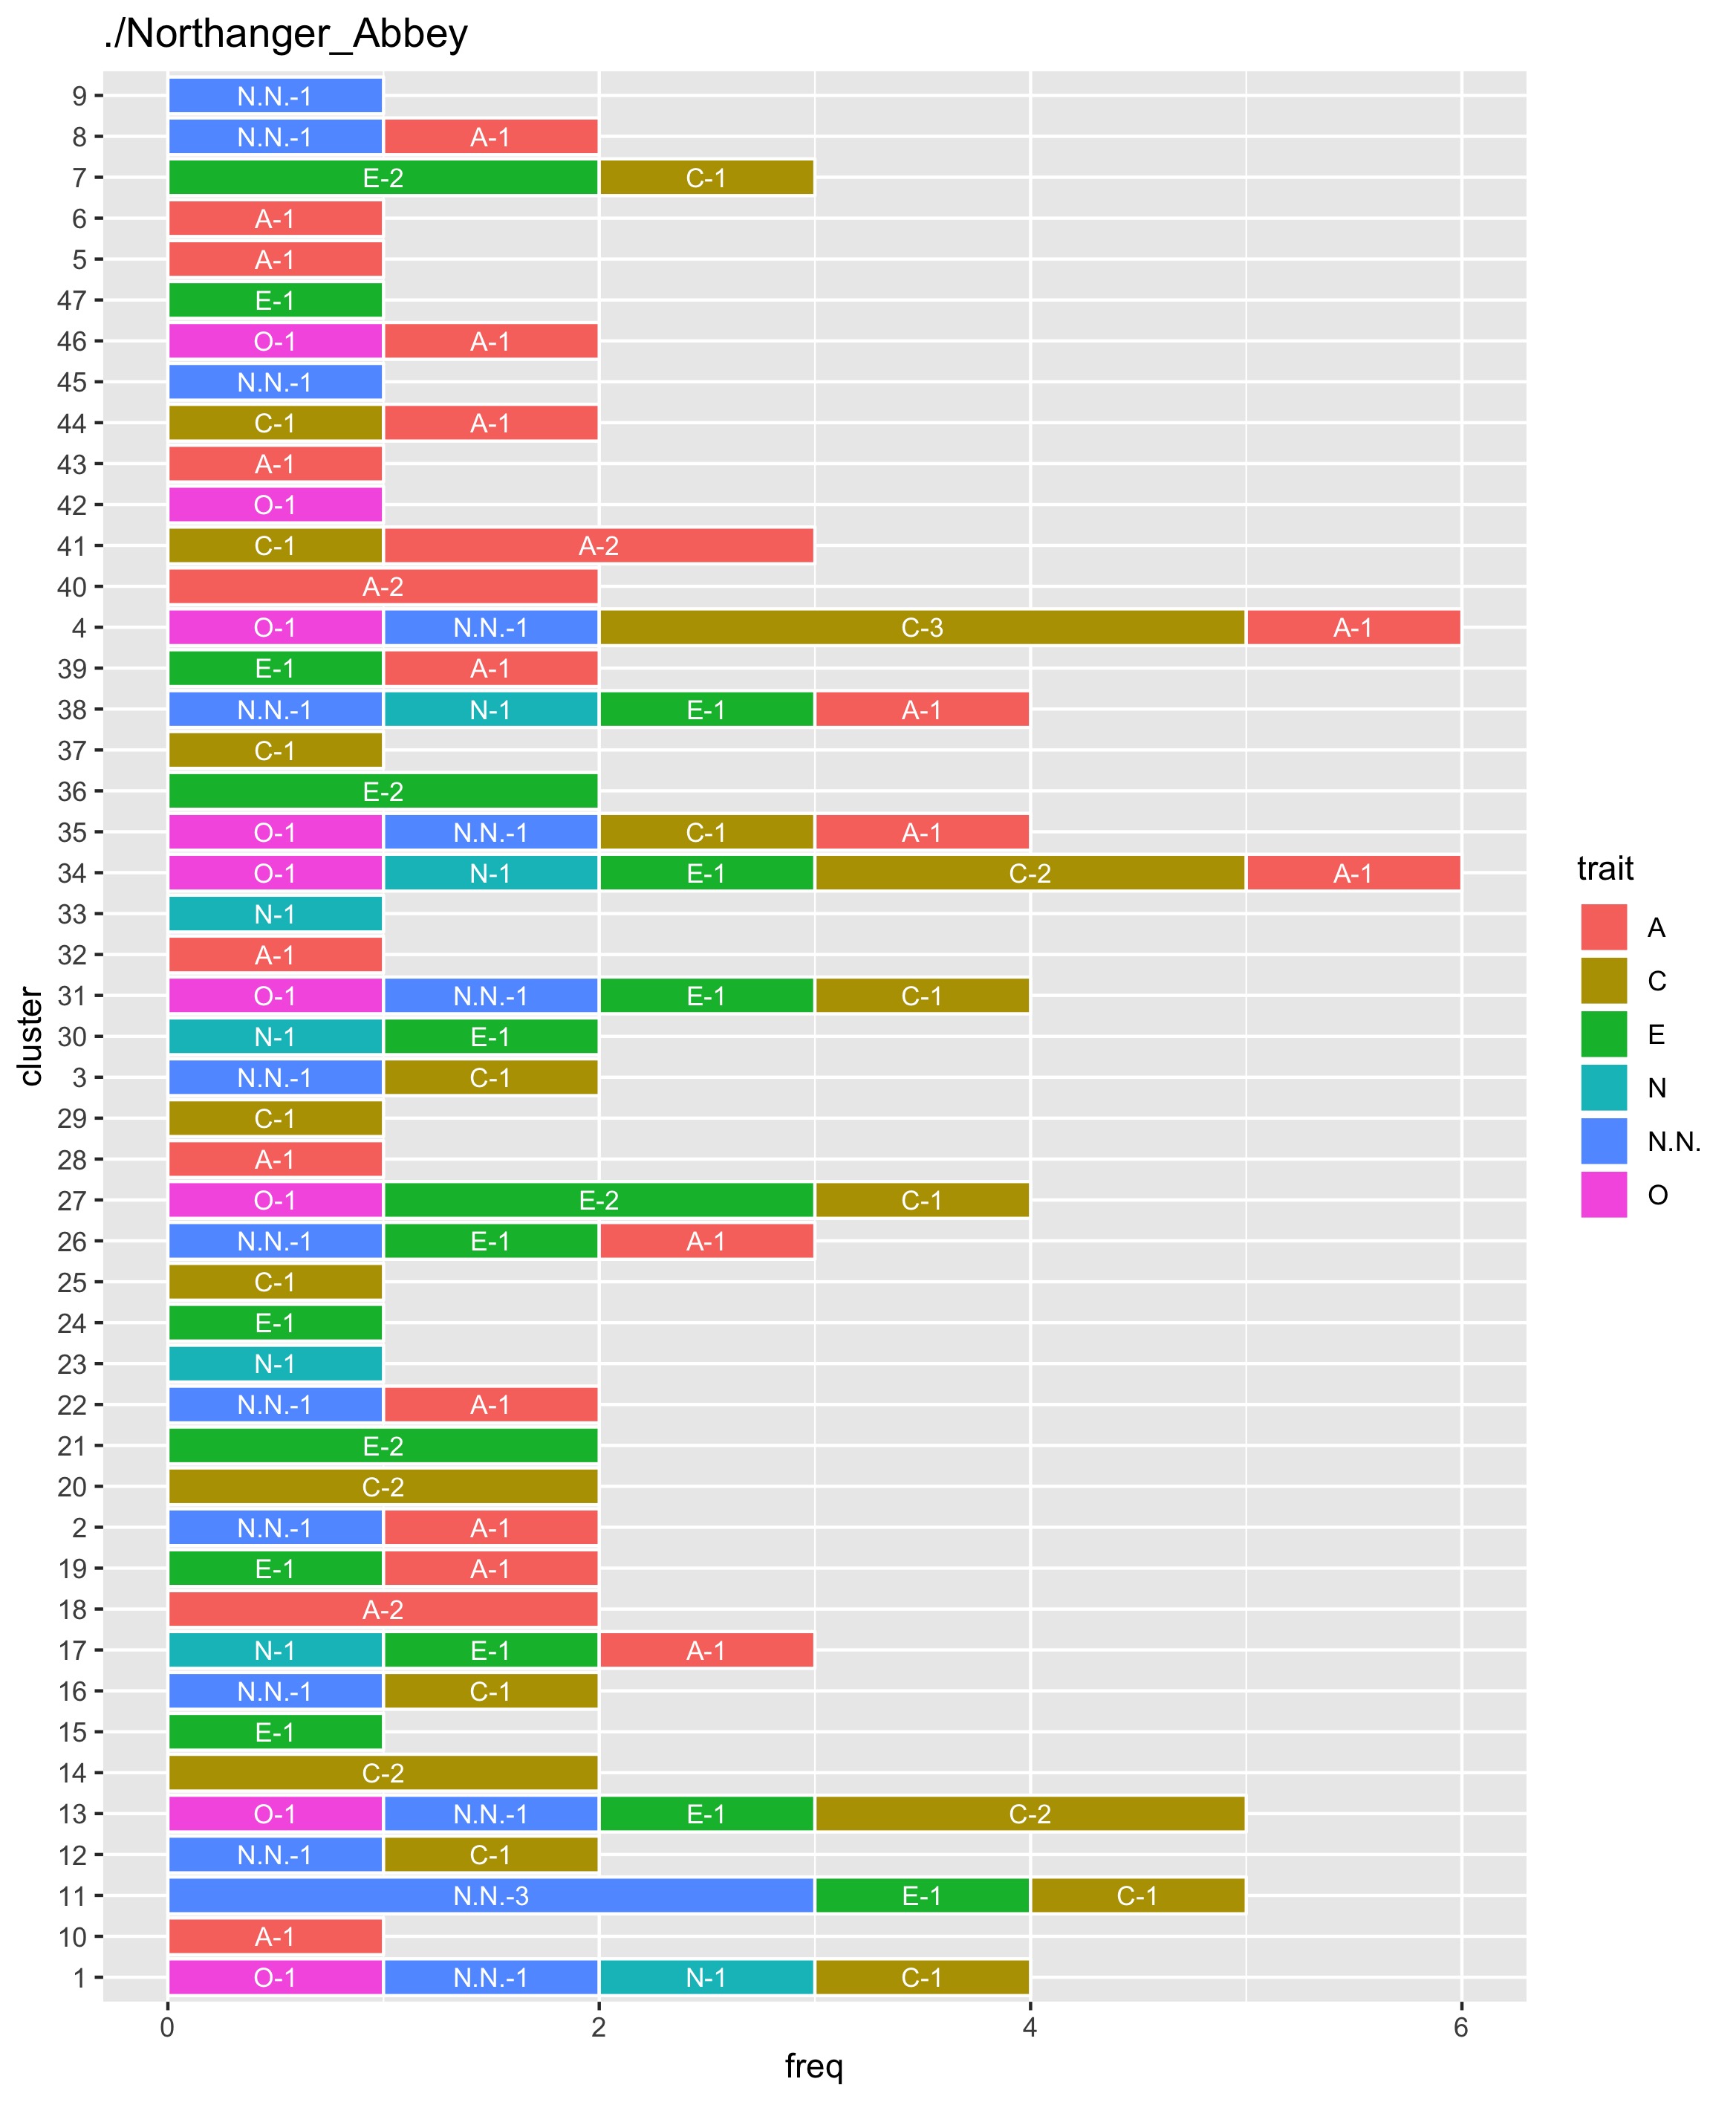 ./Northanger_Abbey
9 N.N.-1
8 N.N.-1 A-1
7 E-2 C-1
6 A-1
5 A-1
47 E-1
46 O-1 A-1
45 N.N.-1
44 C-1 A-1
43 A-1
42 O-1
41 C-1 A-2
40 A-2
4 O-1 N.N.-1 C-3 A-1
39 E-1 A-1
38 N.N.-1 N-1 E-1 A-1
37 C-1
36 E-2
35 O-1 N.N.-1 C-1 A-1
34 O-1 N-1 E-1 C-2 A-1
33 N-1
32 A-1
31 O-1 N.N.-1 E-1 C-1
30 N-1 E-1
3 N.N.-1 C-1
29 C-1
28 A-1
27 O-1 E-2 C-1
26 N.N.-1 E-1 A-1
25 C-1
24 E-1
23 N-1
22 N.N.-1 A-1
21 E-2
20 C-2
2 N.N.-1 A-1
19 E-1 A-1
18 A-2
17 N-1 E-1 A-1
16 N.N.-1 C-1
15 E-1
14 C-2
13 O-1 N.N.-1 E-1 C-2
12 N.N.-1 C-1
11 N.N.-3 E-1 C-1
10 A-1
1 O-1 N.N.-1 N-1 C-1
0 2 4 6
freq
cluster
trait
A
C
E
N
N.N.
O